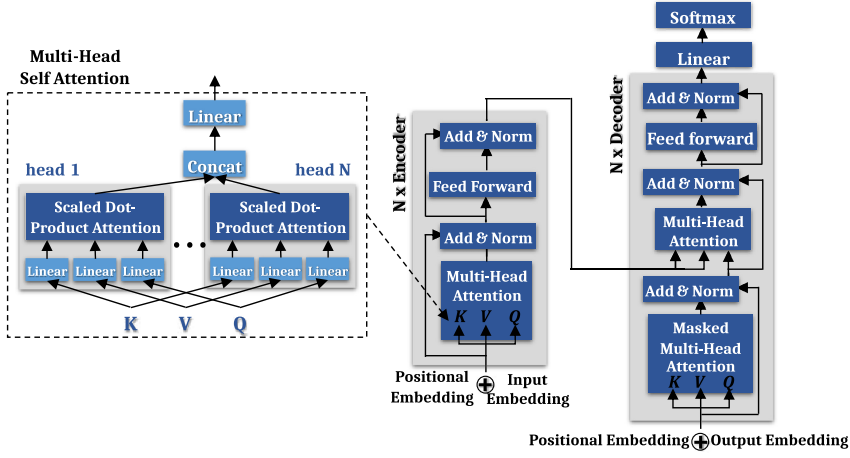 Multi-Head
Self Attention
Linear
Concat
head 1
head N
Scaled Dot-
Product Attention
Scaled Dot-
Product Attention
Linear
Linear
Linear
Linear
Linear
Linear
K
V
Q
N x Encoder
Add & Norm
Feed Forward
Add & Norm
Multi-Head
Attention
K
V
Q
Positional
Embedding
Input
Embedding
Softmax
Linear
N x Decoder
Add & Norm
Feed forward
Add & Norm
Multi-Head
Attention
Add & Norm
Masked
Multi-Head
Attention
K
V
Q
Positional Embedding
Output Embedding